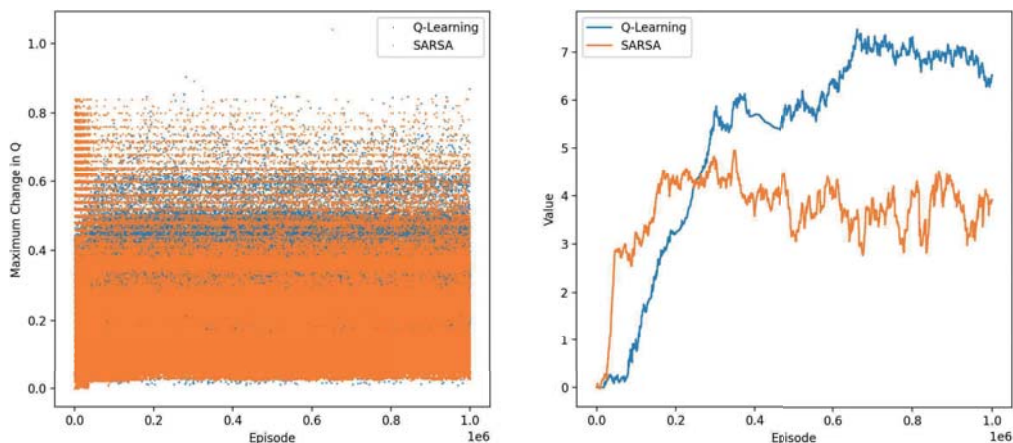 Q-Learning
SARSA
Maximum Change in Q
1.0
0.8
0.6
0.4
0.2
0.0
0.0 0.2 0.4 0.6 0.8 1.0
1e6
Episode
Q-Learning
SARSA
Value
7
6
5
4
3
2
1
0
0.0 0.2 0.4 0.6 0.8 1.0
1e6
Episode